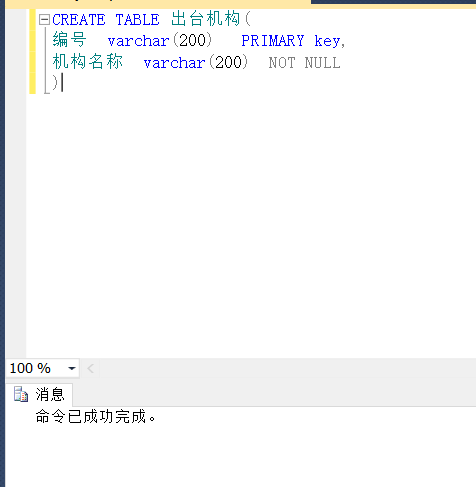 CREATE TABLE 出台机构(
编号 varchar(200) PRIMARY key,
机构名称 varchar(200) NOT NULL
)
100 %
消息
命令已成功完成。